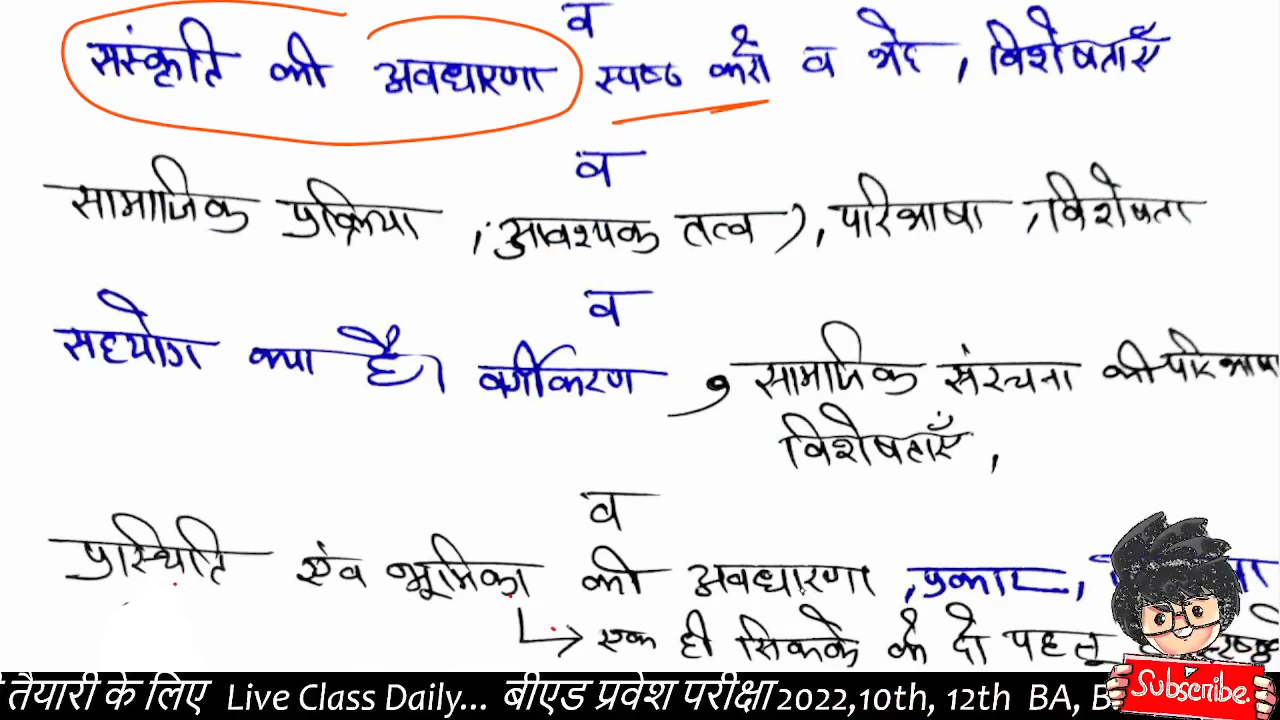 व
संस्कृति की अवधारणा स्पष्ट करो व भेद, विशेषताएँ
व
सामाजिक प्रक्रिया, (आवश्यक तत्व), परिभाषा, विशेषता
व
सहयोग क्या है। वर्गीकरण, सामाजिक संरचना की परिभाषा
विशेषताएँ,
व
प्रस्थिति एंव भूमिका की अवधारणा, प्रकार,
एक ही सिक्के के दो पहलू
तैयारी के लिए Live Class Daily... बीएड प्रवेश परीक्षा 2022,10th, 12th BA, B
Subscribe